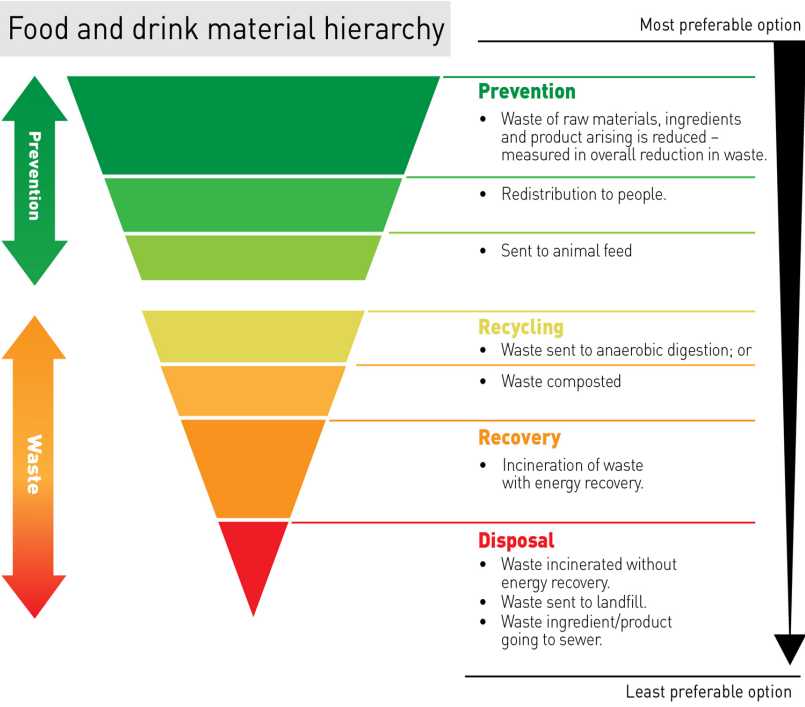 Food and drink material hierarchy
Most preferable option
Prevention
Prevention
• Waste of raw materials, ingredients
and product arising is reduced –
measured in overall reduction in waste.
• Redistribution to people.
• Sent to animal feed
Waste
Recycling
• Waste sent to anaerobic digestion; or
• Waste composted
Recovery
• Incineration of waste
with energy recovery.
Disposal
• Waste incinerated without
energy recovery.
• Waste sent to landfill.
• Waste ingredient/product
going to sewer.
Least preferable option